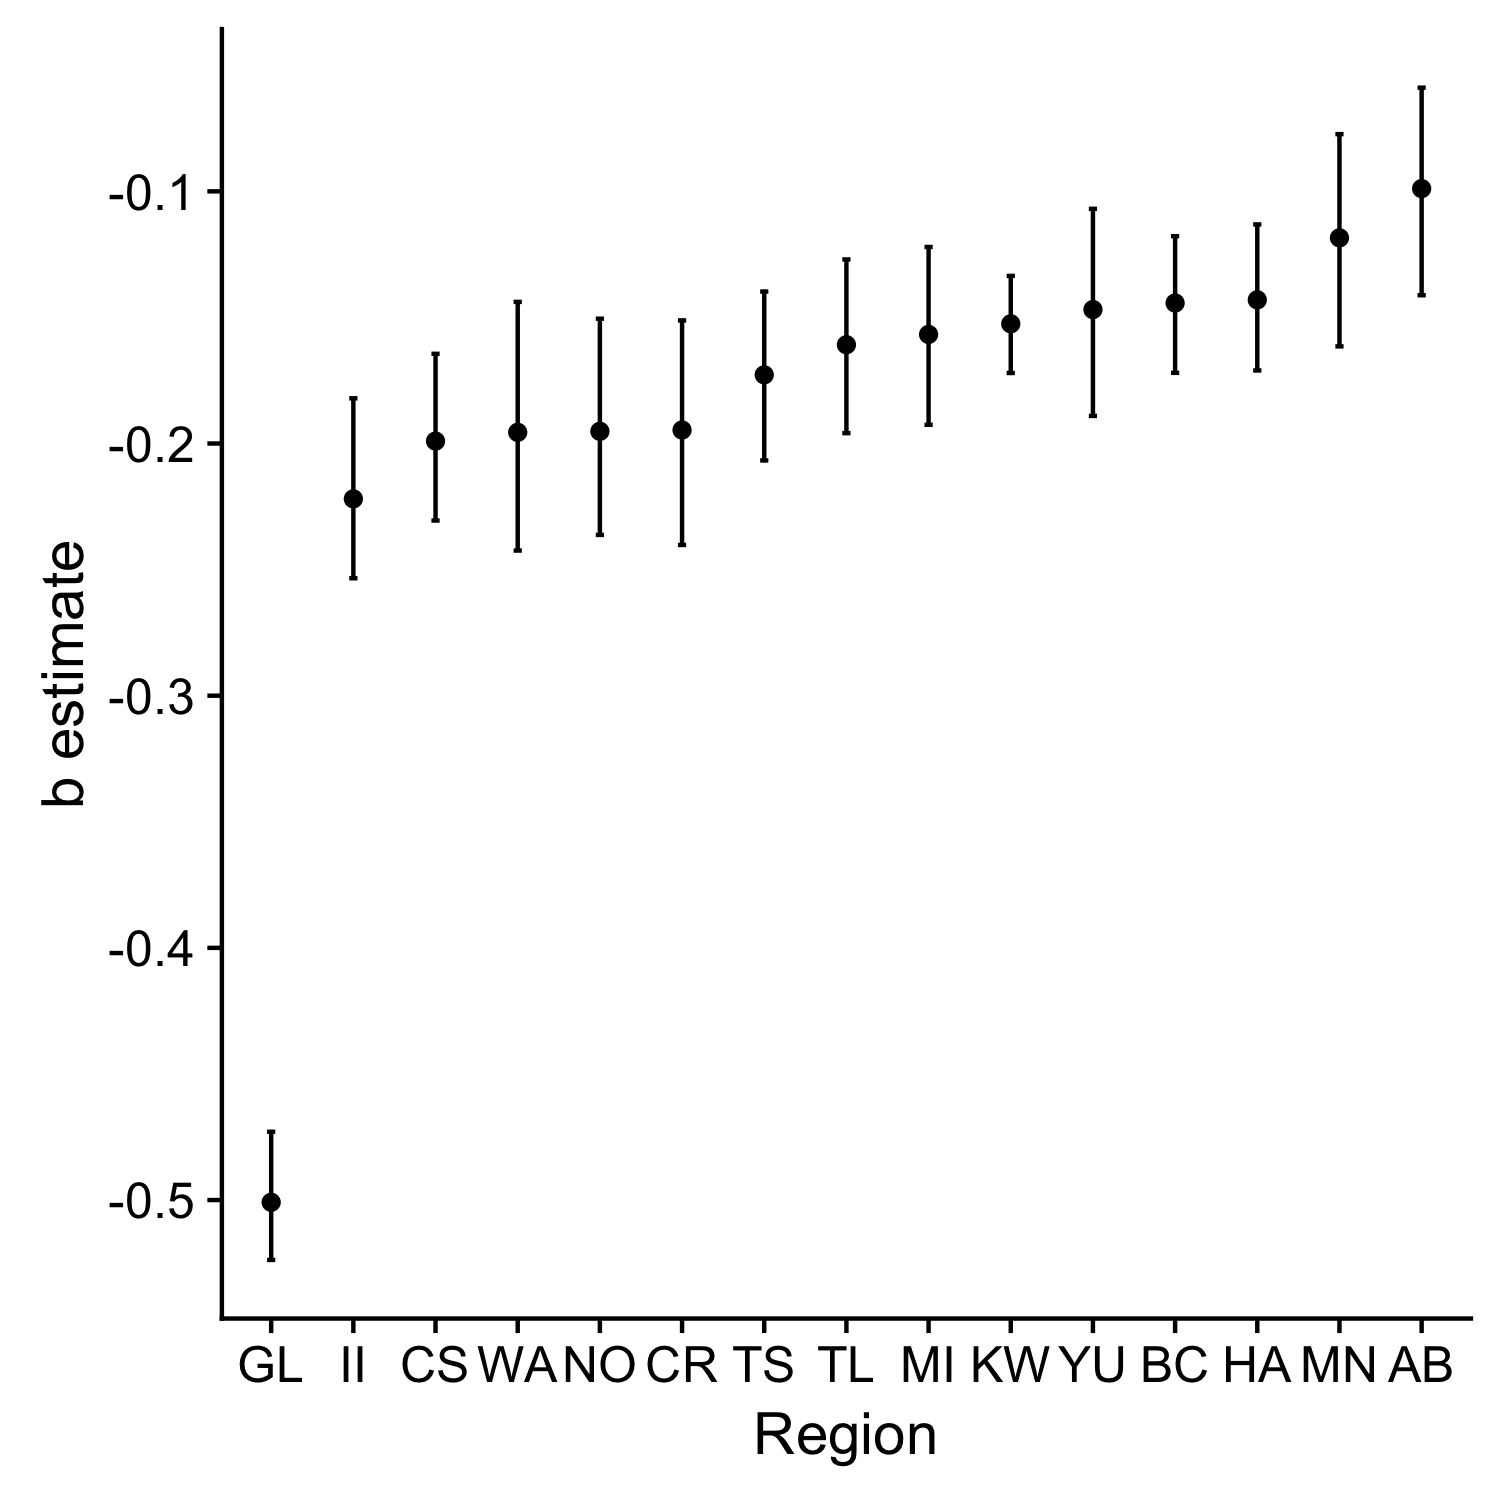 b estimate
-0.1
-0.2
-0.3
-0.4
-0.5
GL II CS WA NO CR TS TL MI KW YU BC HA MN AB
Region